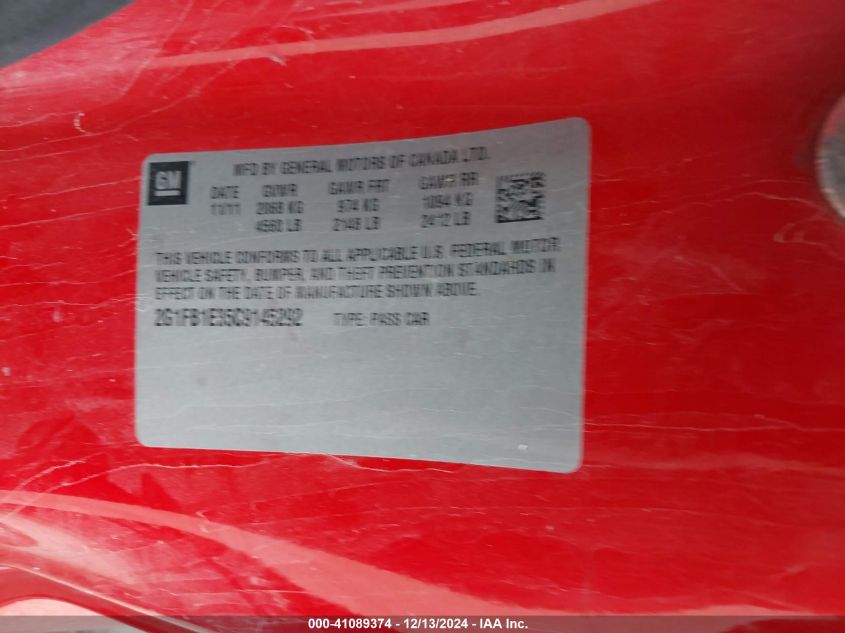 GM
MFD BY GENERAL MOTORS OF CANADA LTD.
DATE GVWR GAWR FRT GAWR RR
11/11 2068 KG 974 KG 1094 KG
4560 LB 2148 LB 2412 LB
THIS VEHICLE CONFORMS TO ALL APPLICABLE U.S. FEDERAL MOTOR
VEHICLE SAFETY, BUMPER, AND THEFT PREVENTION STANDARDS IN
EFFECT ON THE DATE OF MANUFACTURE SHOWN ABOVE.
2G1FB1E35C9145292 TYPE: PASS CAR
000-41089374 - 12/13/2024 - IAA Inc.